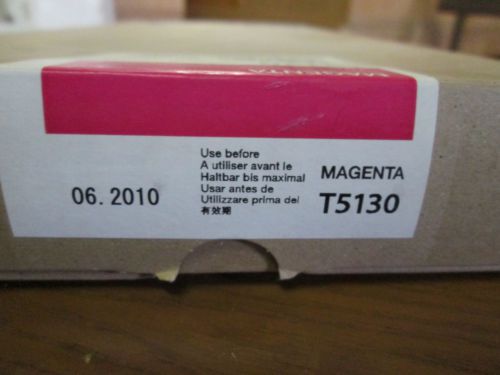 MAGENTA
06.2010
Use before
A utiliser avant le
Haltbar bis maximal
Usar antes de
Utilizzare prima del
有效期
MAGENTA
T5130